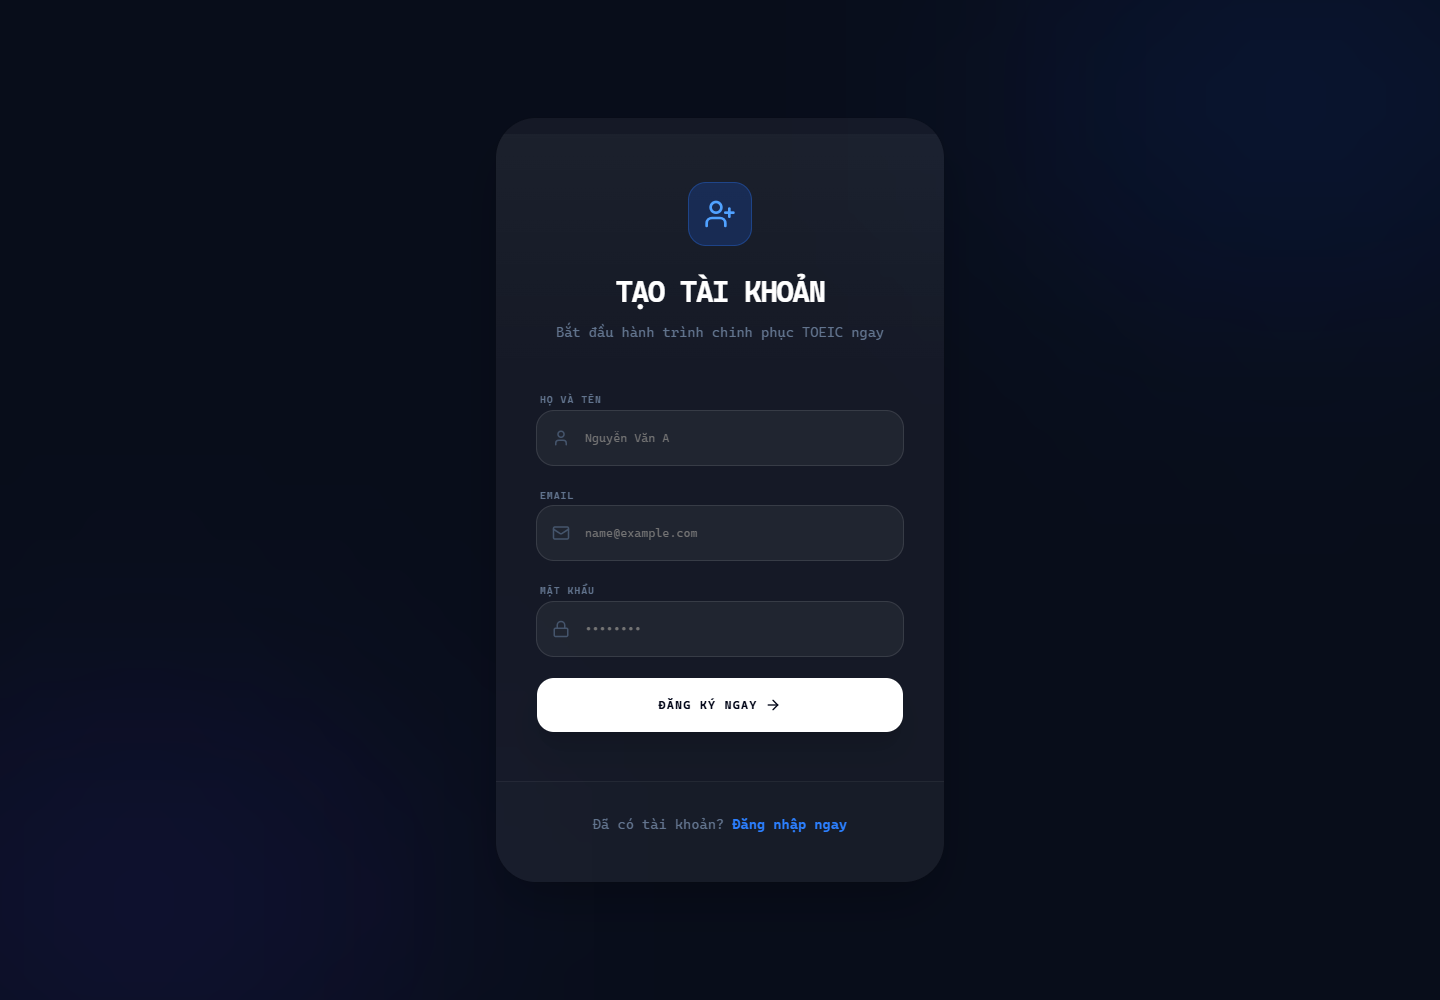 TẠO TÀI KHOẢN
Bắt đầu hành trình chinh phục TOEIC ngay
HỌ VÀ TÊN
Nguyễn Văn A
EMAIL
name@example.com
MẬT KHẨU
••••••••
ĐĂNG KÝ NGAY
Đã có tài khoản? Đăng nhập ngay